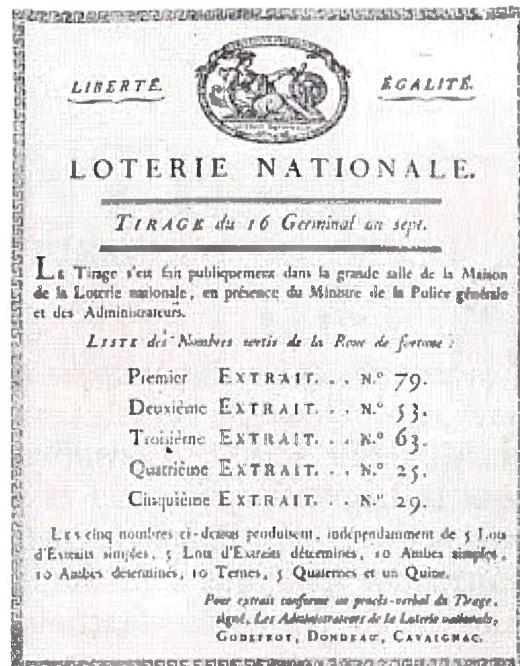 LIBERTÉ.
ÉGALITÉ.
LOTERIE NATIONALE.
TIRAGE du 16 Germinal an sept.
LE Tirage s'est fait publiquement dans la grande salle de la Maison
de la Loterie nationale, en présence du Ministre de la Police générale
et des Administrateurs.
LISTE des Nombres sortis de la Roue de fortune :
Premier EXTRAIT. . . N.º 79.
Deuxième EXTRAIT. . . N.º 53.
Troisième EXTRAIT. . . N.º 63.
Quatrième EXTRAIT. . . N.º 25.
Cinquième EXTRAIT. . . N.º 29.
LES cinq nombres ci-dessus produisent, indépendamment de 5 Lots
d'Extraits simples, 5 Lots d'Extraits déterminés, 10 Ambes simples,
10 Ambes déterminés, 10 Ternes, 5 Quaternes et un Quine.
Pour extrait conforme au procès-verbal du Tirage,
signé, Les Administrateurs de la Loterie nationale,
GODEFROY, DONDEAU, CAVAIGNAC.